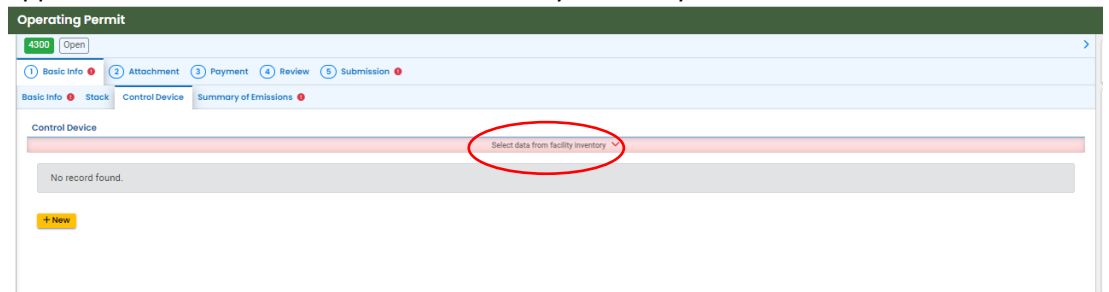 Operating Permit
4300 Open
1 Basic Info 2 Attachment 3 Payment 4 Review 5 Submission
Basic Info Stack Control Device Summary of Emissions
Control Device
Select data from facility inventory
No record found.
+ New